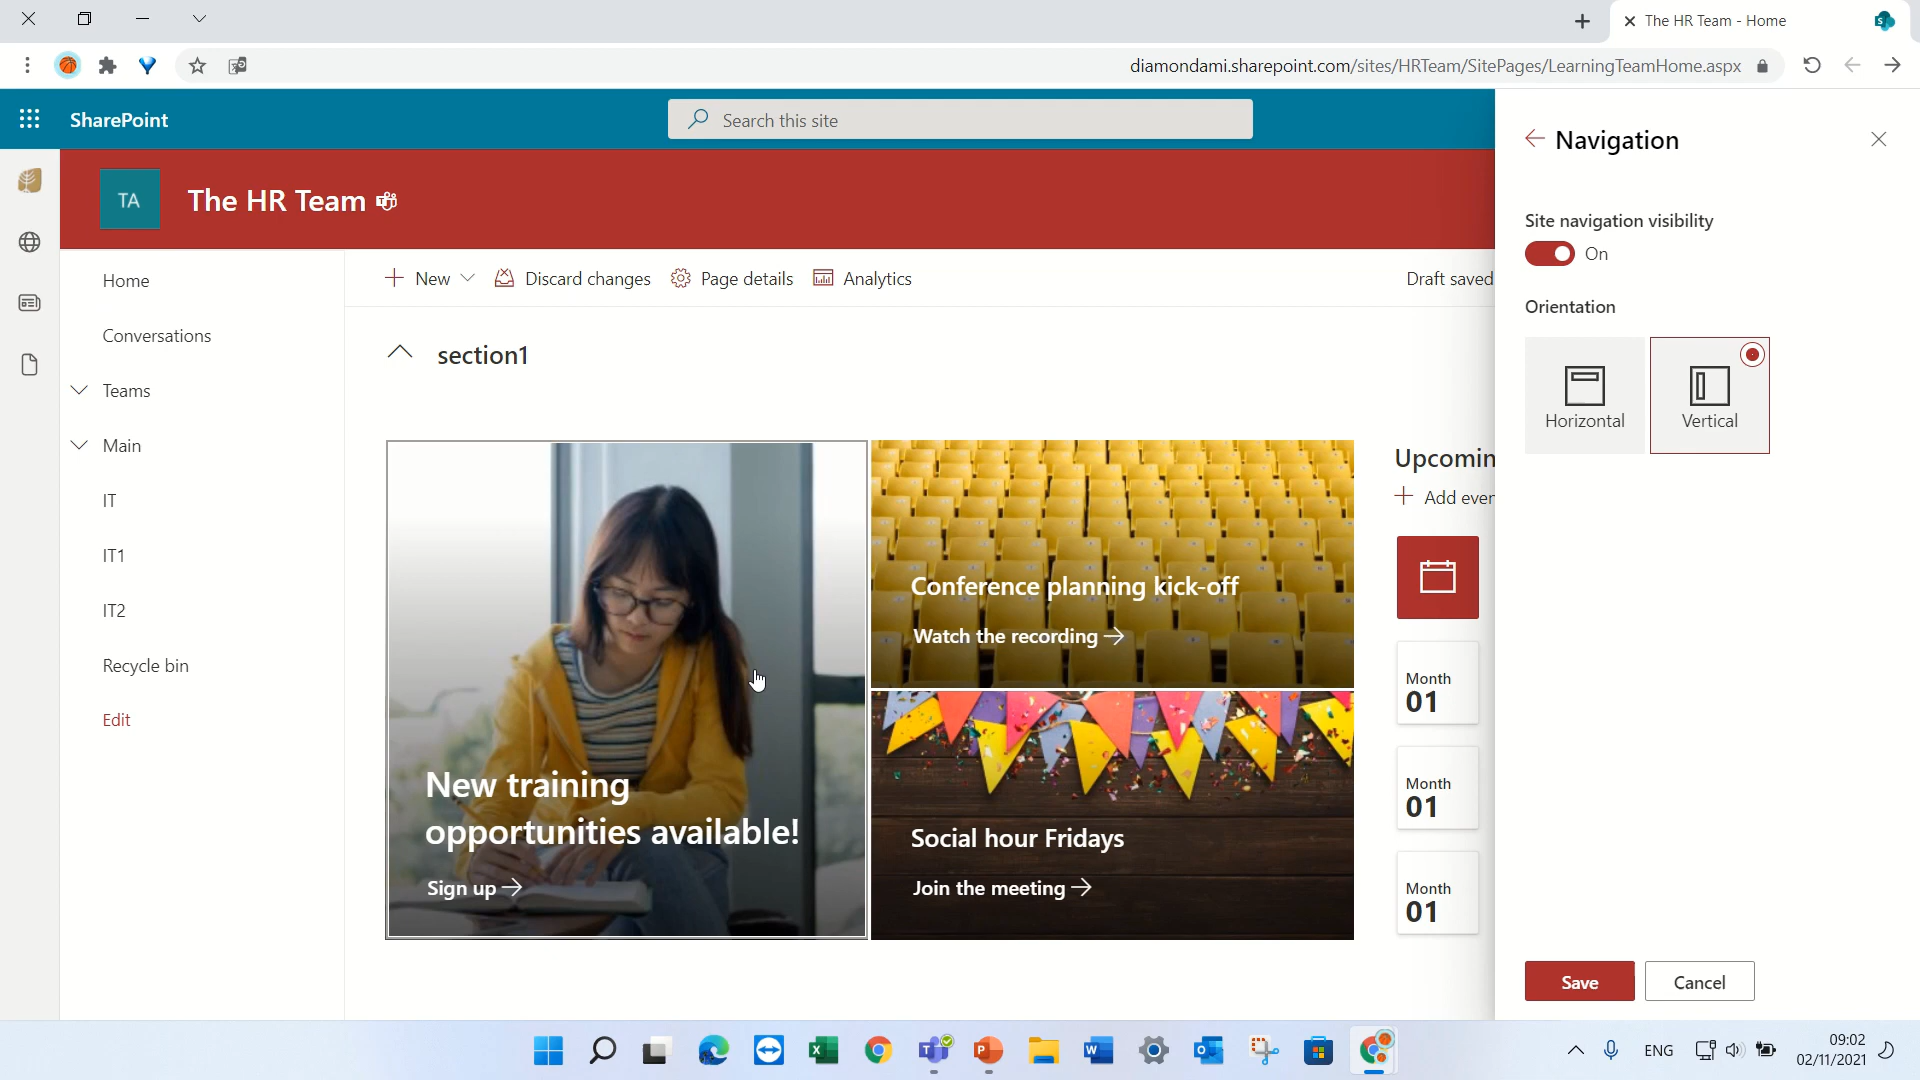 The HR Team - Home
diamondami.sharepoint.com/sites/HRTeam/SitePages/LearningTeamHome.aspx
SharePoint
Search this site
TA
The HR Team
Home
Conversations
Teams
Main
IT
IT1
IT2
Recycle bin
Edit
New
Discard changes
Page details
Analytics
Draft saved
section1
New training
opportunities available!
Sign up
Conference planning kick-off
Watch the recording
Social hour Fridays
Join the meeting
Upcomin
Add ever
Month
01
Month
01
Month
01
Navigation
Site navigation visibility
On
Orientation
Horizontal
Vertical
Save
Cancel
ENG
09:02
02/11/2021